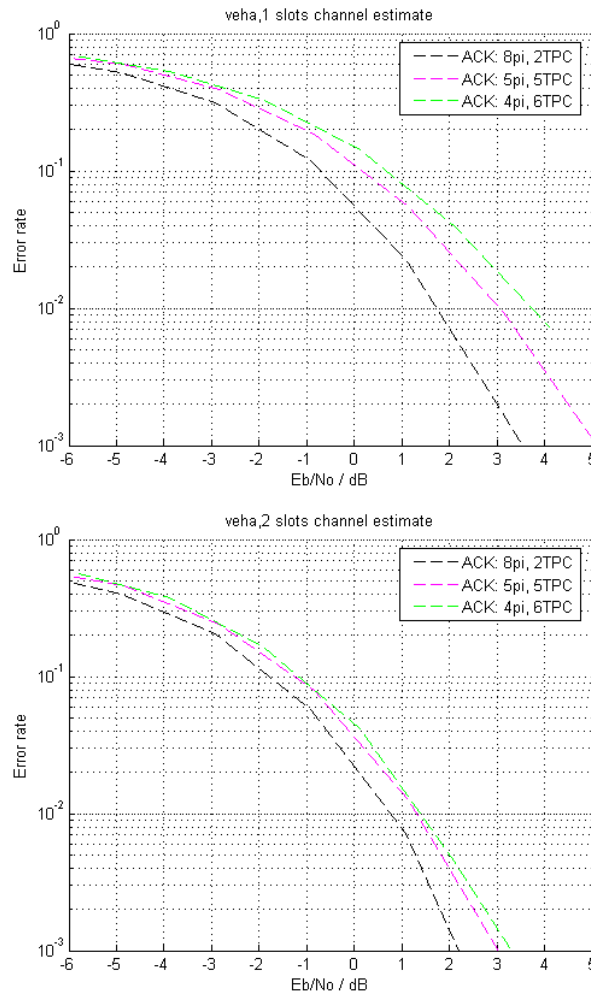 veha,1 slots channel estimate
10^0
ACK: 8pi, 2TPC
ACK: 5pi, 5TPC
ACK: 4pi, 6TPC
10^-1
Error rate
10^-2
10^-3
-6 -5 -4 -3 -2 -1 0 1 2 3 4 5
Eb/No / dB
veha,2 slots channel estimate
10^0
ACK: 8pi, 2TPC
ACK: 5pi, 5TPC
ACK: 4pi, 6TPC
10^-1
Error rate
10^-2
10^-3
-6 -5 -4 -3 -2 -1 0 1 2 3 4 5
Eb/No / dB